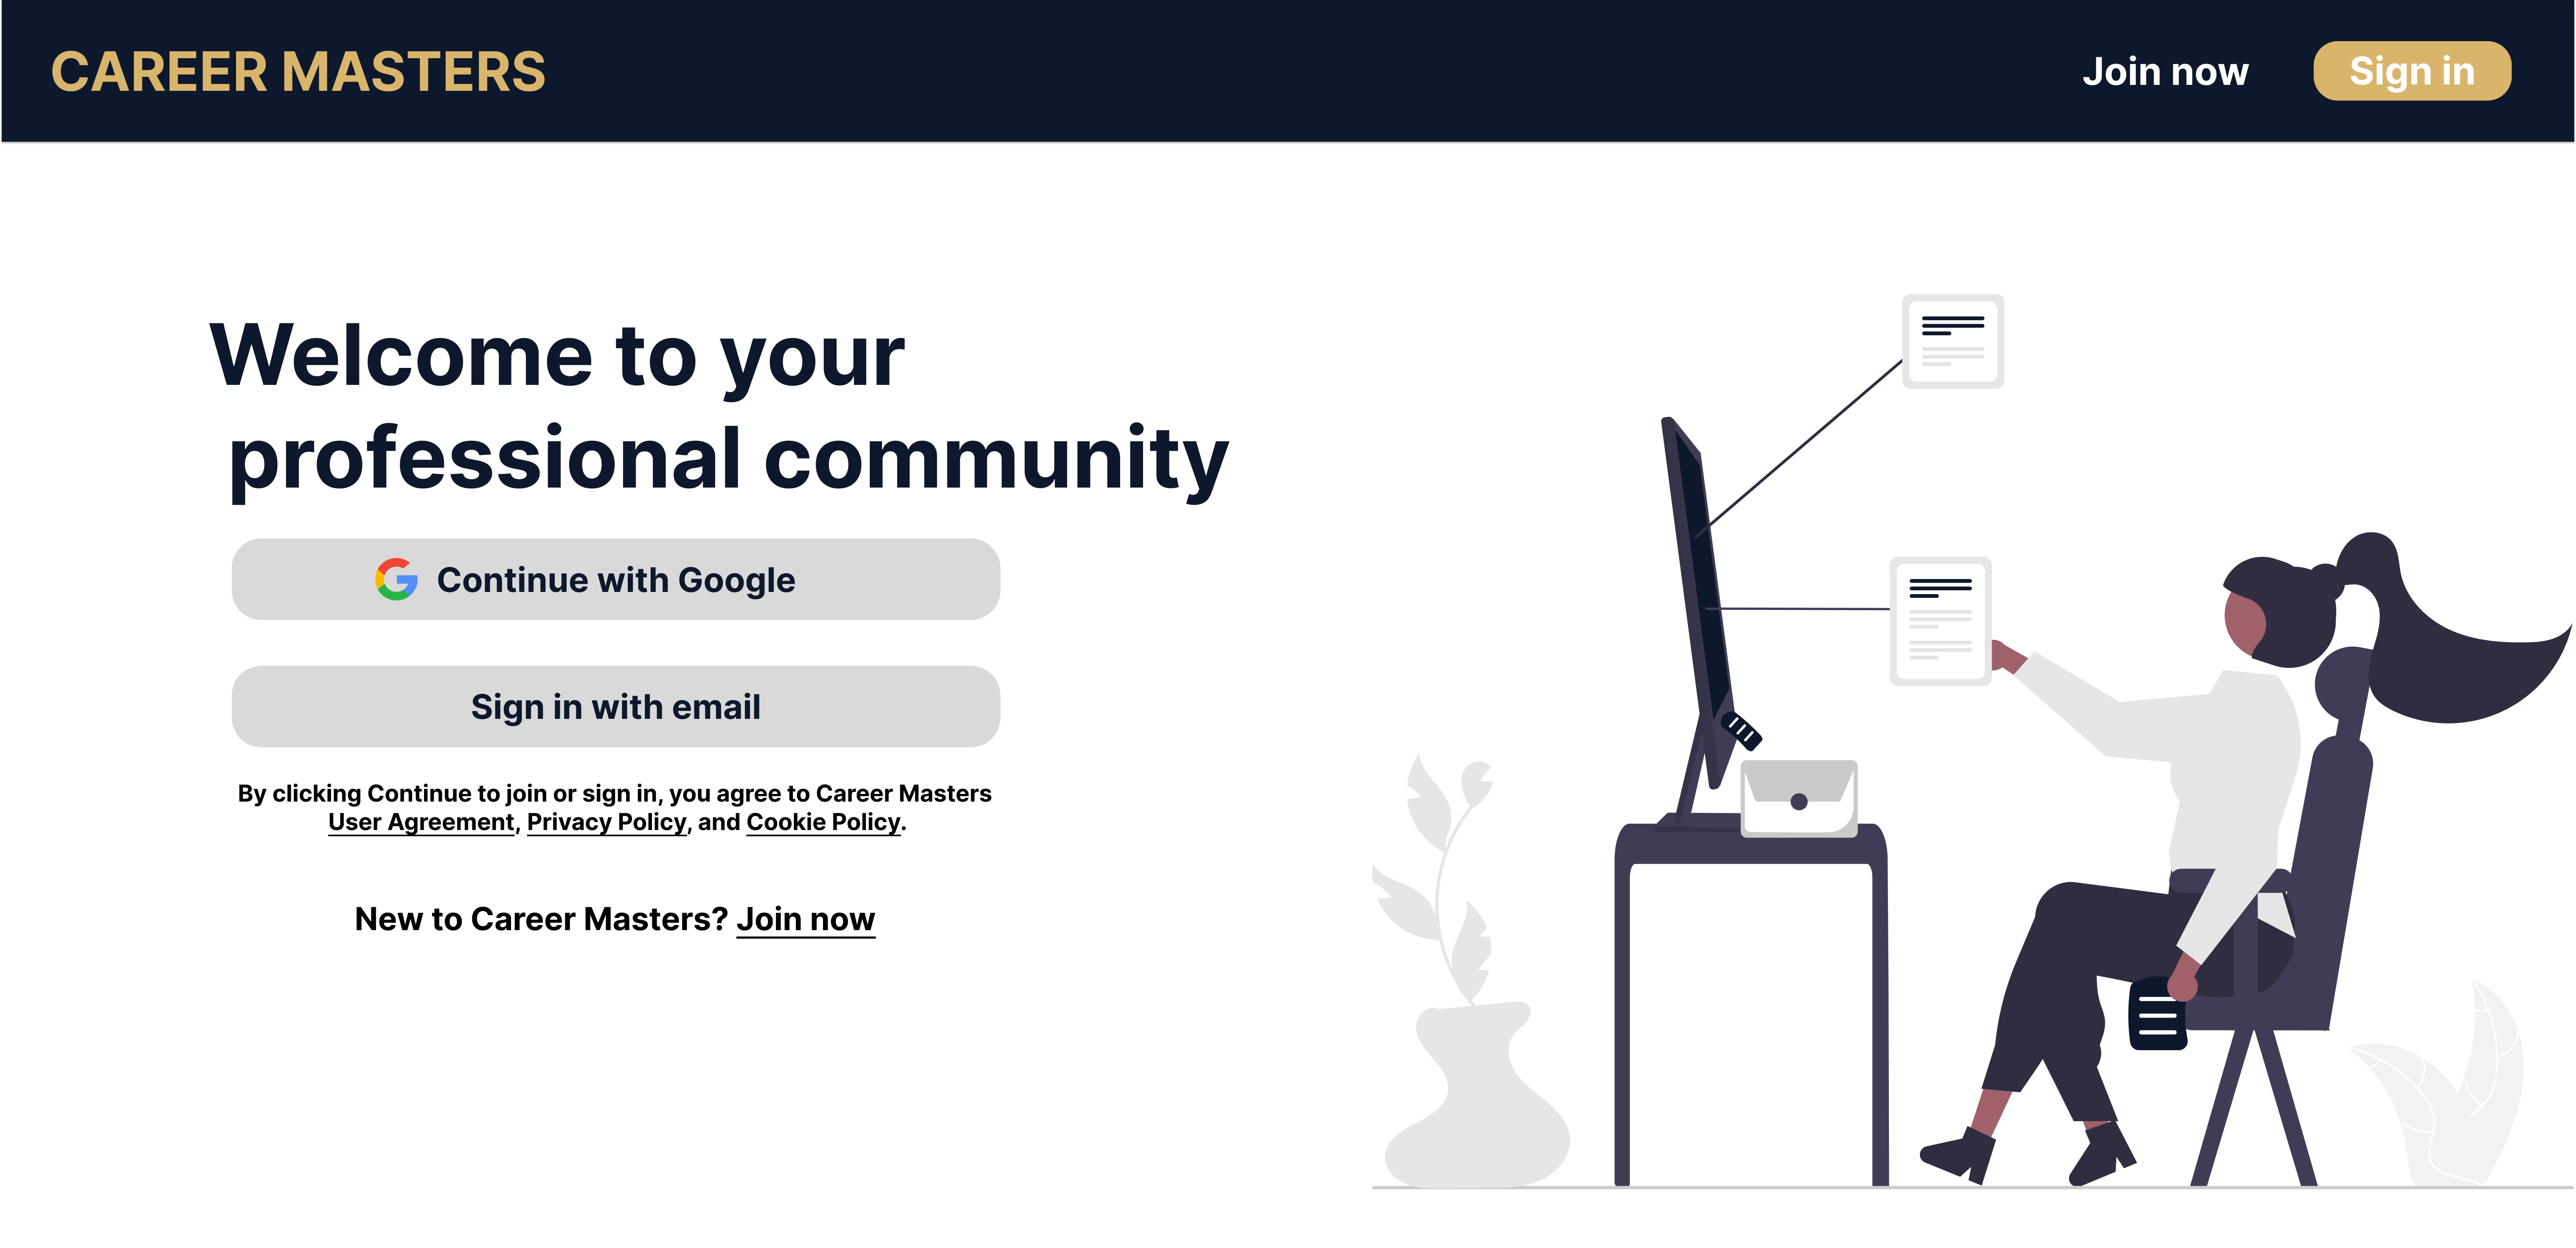 CAREER MASTERS
Join now
Sign in
Welcome to your
professional community
Continue with Google
Sign in with email
By clicking Continue to join or sign in, you agree to Career Masters
User Agreement, Privacy Policy, and Cookie Policy.
New to Career Masters? Join now